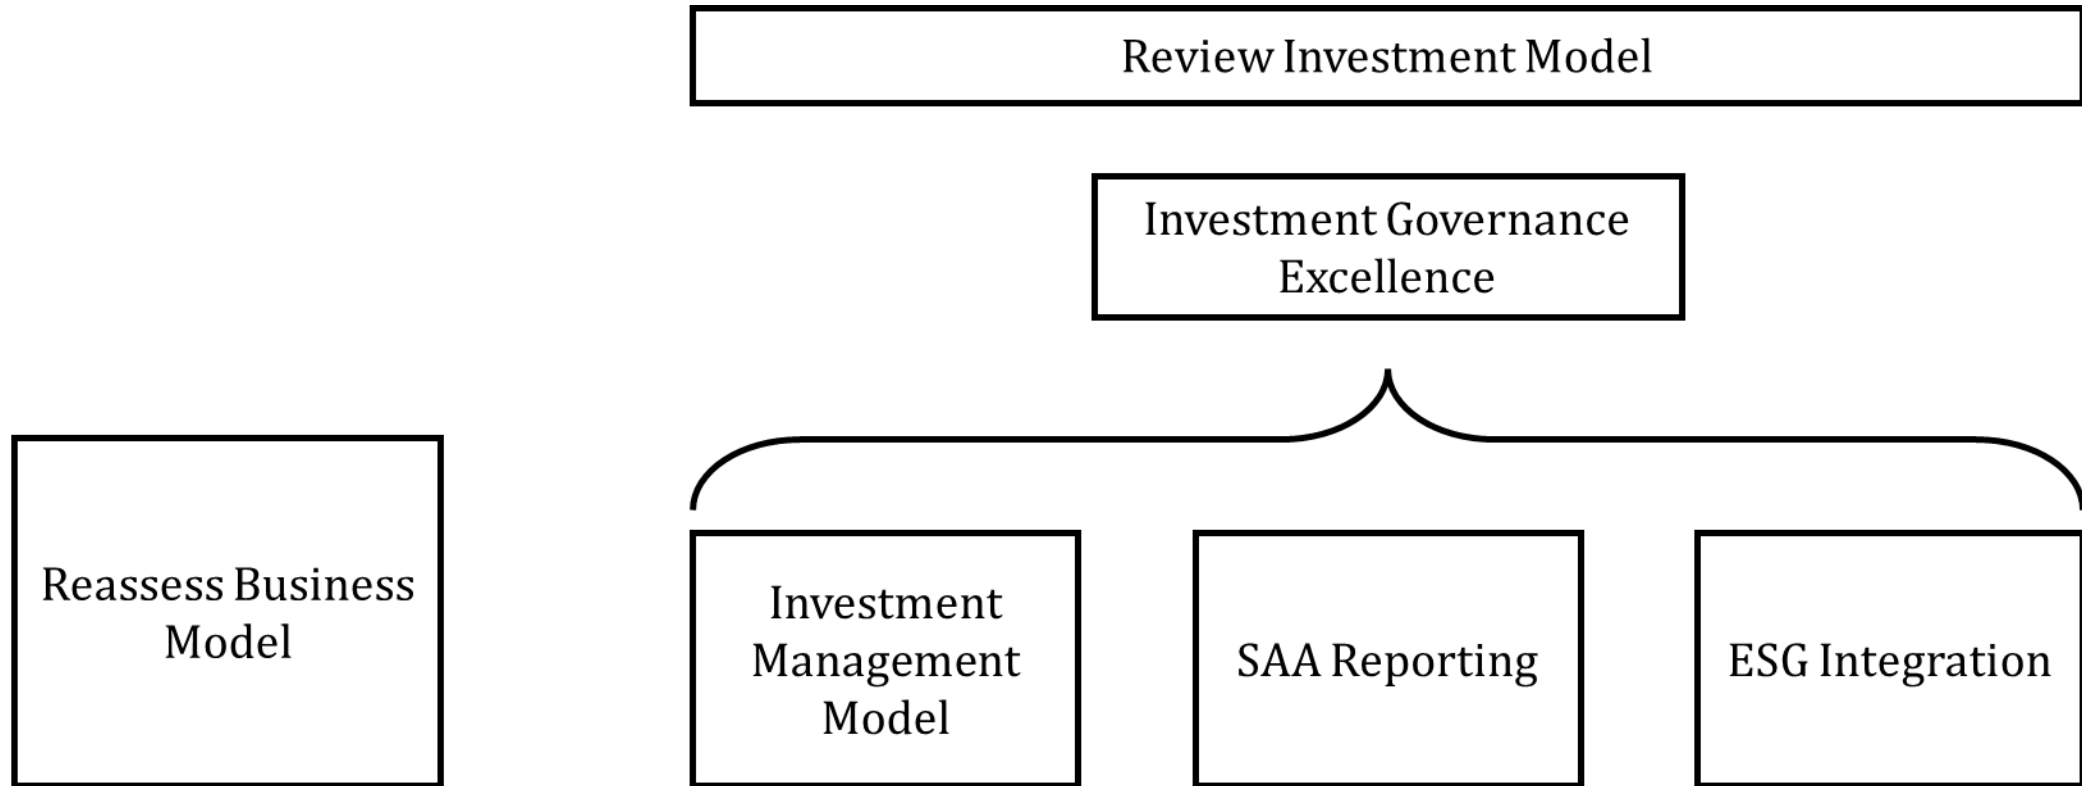 Review Investment Model
Investment Governance
Excellence
Reassess Business
Model
Investment
Management
Model
SAA Reporting
ESG Integration